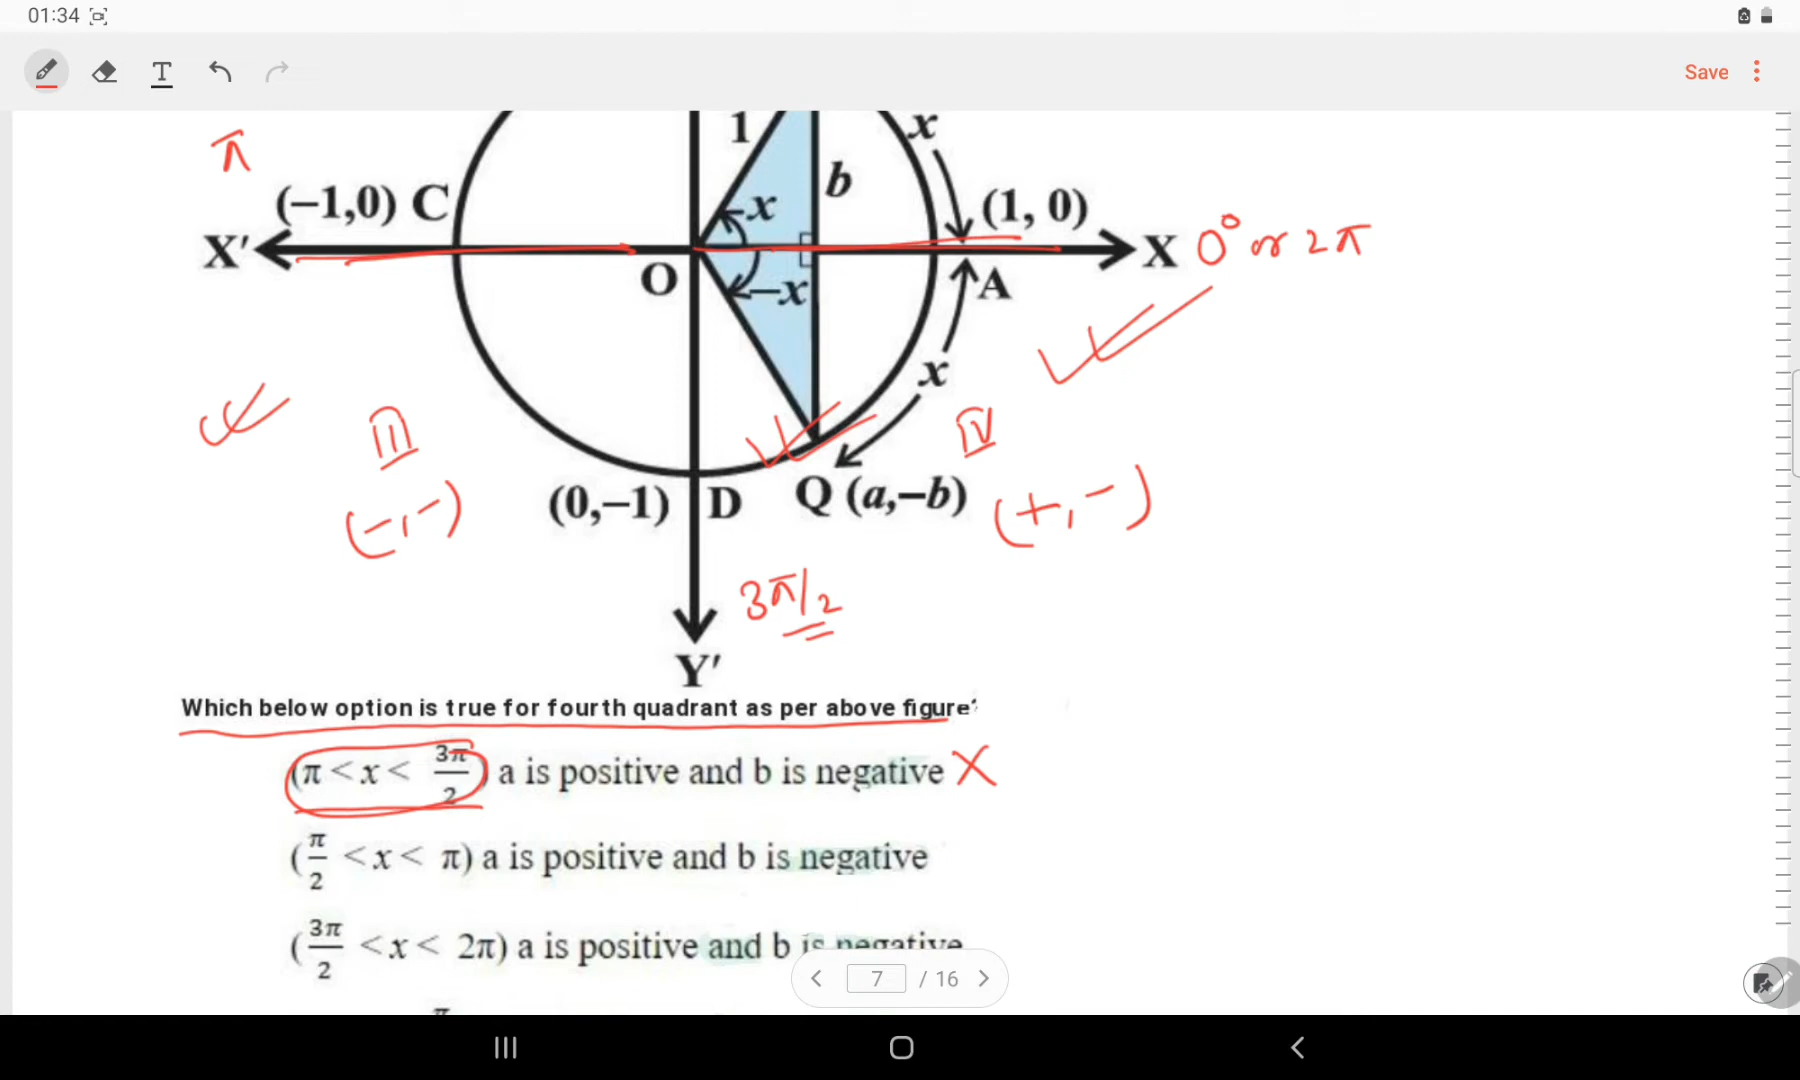 01:34
T
Save
1
x
π
b
(−1,0) C
x
(1, 0)
X′
X
0° or 2π
O
−x
A
x
III
IV
(−,−)
(0,−1)
D
Q (a,−b)
(+,−)
3π/2
Y′
Which below option is true for fourth quadrant as per above figure?
(π < x < 3π/2) a is positive and b is negative X
(π/2 < x < π) a is positive and b is negative
(3π/2 < x < 2π) a is positive and b is negative
7 / 16
π